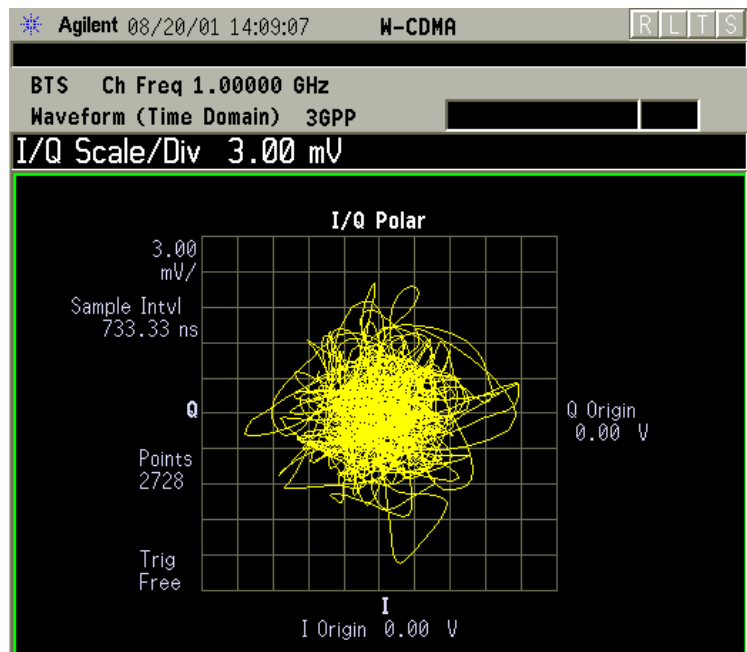 Agilent 08/20/01 14:09:07 W-CDMA R L T S
BTS Ch Freq 1.00000 GHz
Waveform (Time Domain) 3GPP
I/Q Scale/Div 3.00 mV
I/Q Polar
3.00
mV/
Sample Intvl
733.33 ns
Q
Q Origin
0.00 V
Points
2728
Trig
Free
I
I Origin 0.00 V